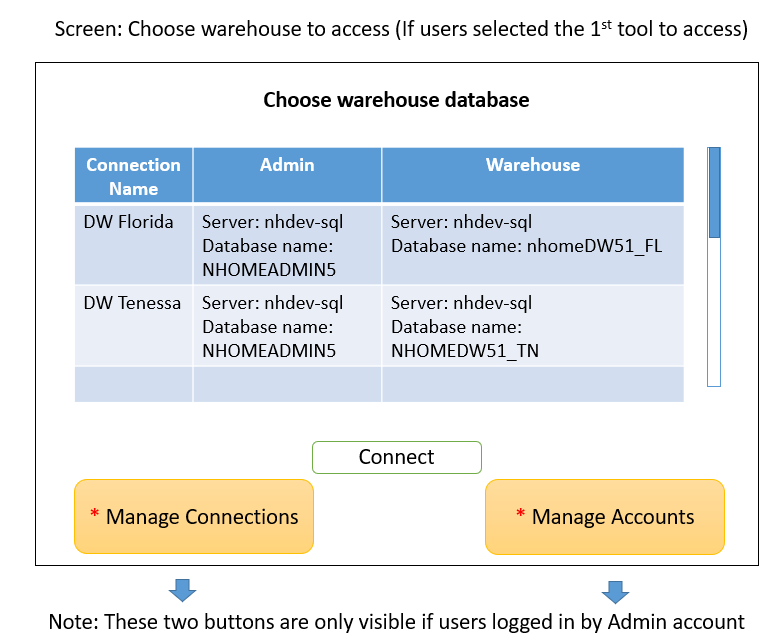 Screen: Choose warehouse to access (If users selected the 1st tool to access)
Choose warehouse database
Connection
Name
Admin
Warehouse
DW Florida
Server: nhdev-sql
Database name:
NHOMEADMIN5
Server: nhdev-sql
Database name: nhomeDW51_FL
DW Tenessa
Server: nhdev-sql
Database name:
NHOMEADMIN5
Server: nhdev-sql
Database name:
NHOMEDW51_TN
Connect
* Manage Connections
* Manage Accounts
Note: These two buttons are only visible if users logged in by Admin account